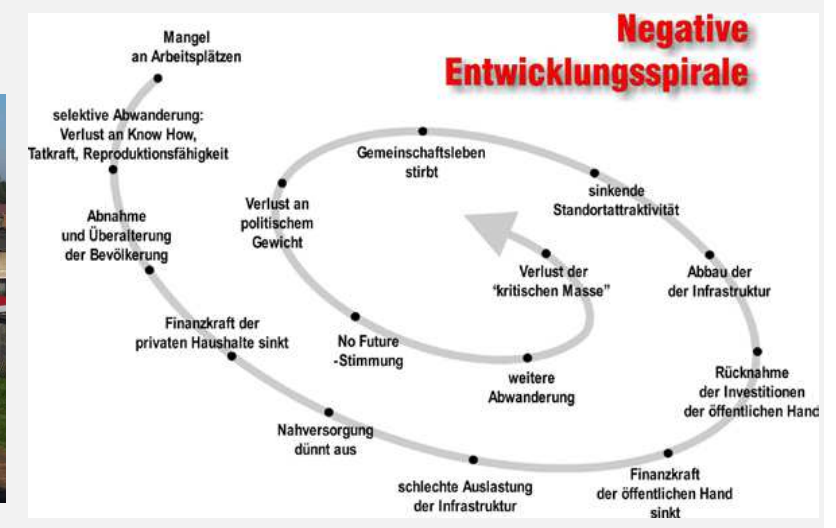 Negative
Entwicklungsspirale
Mangel
an Arbeitsplätzen
selektive Abwanderung:
Verlust an Know How,
Tatkraft, Reproduktionsfähigkeit
Abnahme
und Überalterung
der Bevölkerung
Finanzkraft der
privaten Haushalte sinkt
Nahversorgung
dünnt aus
schlechte Auslastung
der Infrastruktur
Finanzkraft
der öffentlichen Hand
sinkt
Rücknahme
der Investitionen
der öffentlichen Hand
Abbau der
der Infrastruktur
sinkende
Standortattraktivität
Gemeinschaftsleben
stirbt
Verlust an
politischem
Gewicht
No Future
-Stimmung
weitere
Abwanderung
Verlust der
“kritischen Masse”